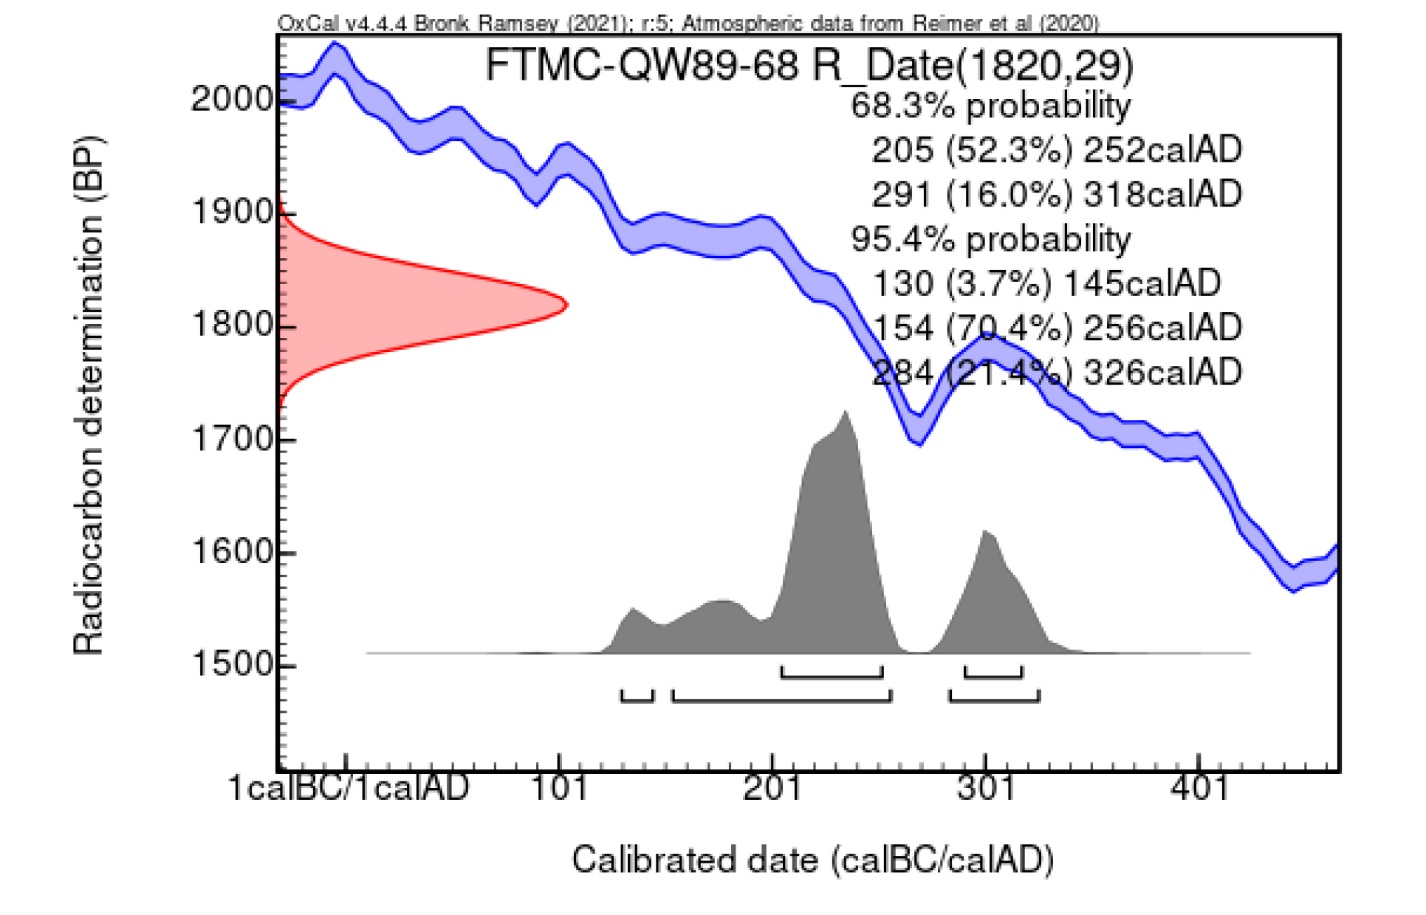 OxCal v4.4.4 Bronk Ramsey (2021); r:5; Atmospheric data from Reimer et al (2020)
FTMC-QW89-68 R_Date(1820,29)
68.3% probability
205 (52.3%) 252calAD
291 (16.0%) 318calAD
95.4% probability
130 (3.7%) 145calAD
154 (70.4%) 256calAD
284 (21.4%) 326calAD
Radiocarbon determination (BP)
2000
1900
1800
1700
1600
1500
1calBC/1calAD 101 201 301 401
Calibrated date (calBC/calAD)